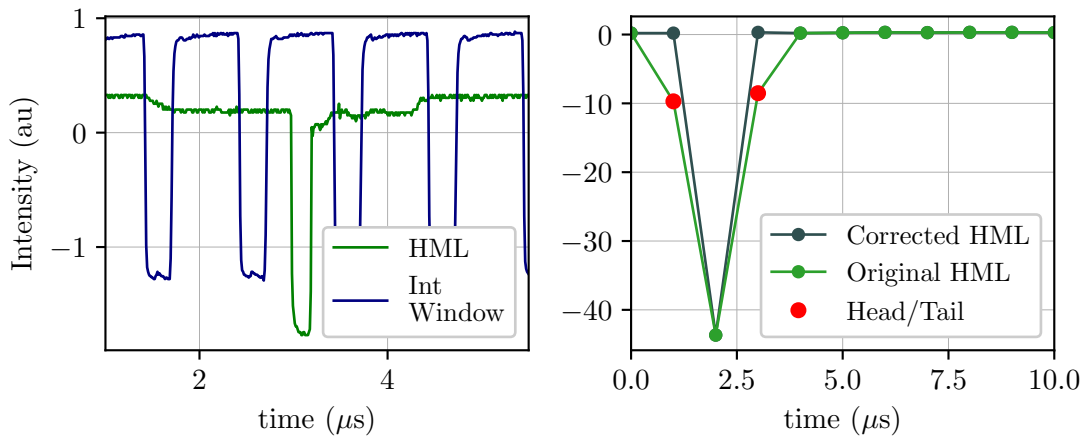 1
0
−1
Intensity (au)
2
4
time (μs)
HML
Int
Window
0
−10
−20
−30
−40
0.0
2.5
5.0
7.5
10.0
time (μs)
Corrected HML
Original HML
Head/Tail